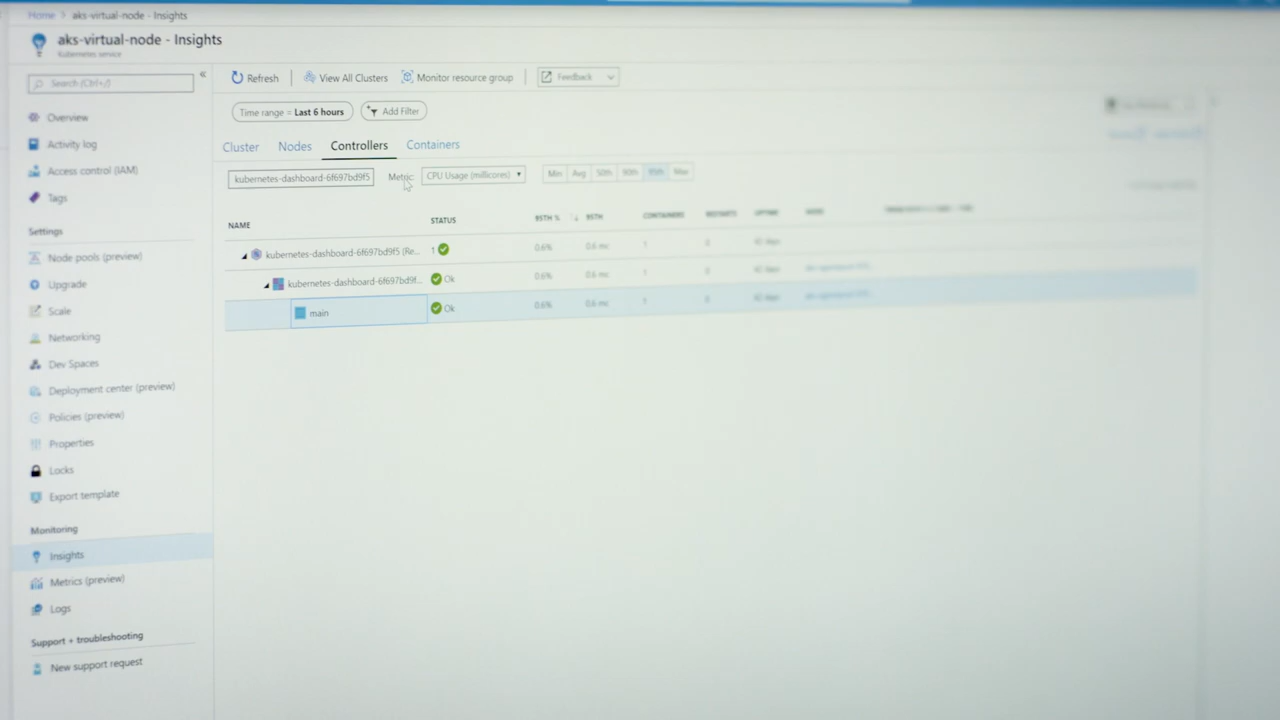 Home > aks-virtual-node - Insights
aks-virtual-node - Insights
Kubernetes service
Search (Ctrl+/)
«
Refresh
View All Clusters
Monitor resource group
Feedback
Time range = Last 6 hours
Add Filter
Cluster
Nodes
Controllers
Containers
kubernetes-dashboard-6f697bd9f5
Metric:
CPU Usage (millicores)
Min
Avg
50th
90th
95th
Max
NAME
STATUS
95TH %
95TH
CONTAINERS
RESTARTS
UPTIME
NODE
kubernetes-dashboard-6f697bd9f5 (Re...
1
0.6%
0.6 mc
1
0
kubernetes-dashboard-6f697bd9f...
Ok
0.6%
0.6 mc
1
0
main
Ok
0.6%
0.6 mc
1
0
Overview
Activity log
Access control (IAM)
Tags
Settings
Node pools (preview)
Upgrade
Scale
Networking
Dev Spaces
Deployment center (preview)
Policies (preview)
Properties
Locks
Export template
Monitoring
Insights
Metrics (preview)
Logs
Support + troubleshooting
New support request